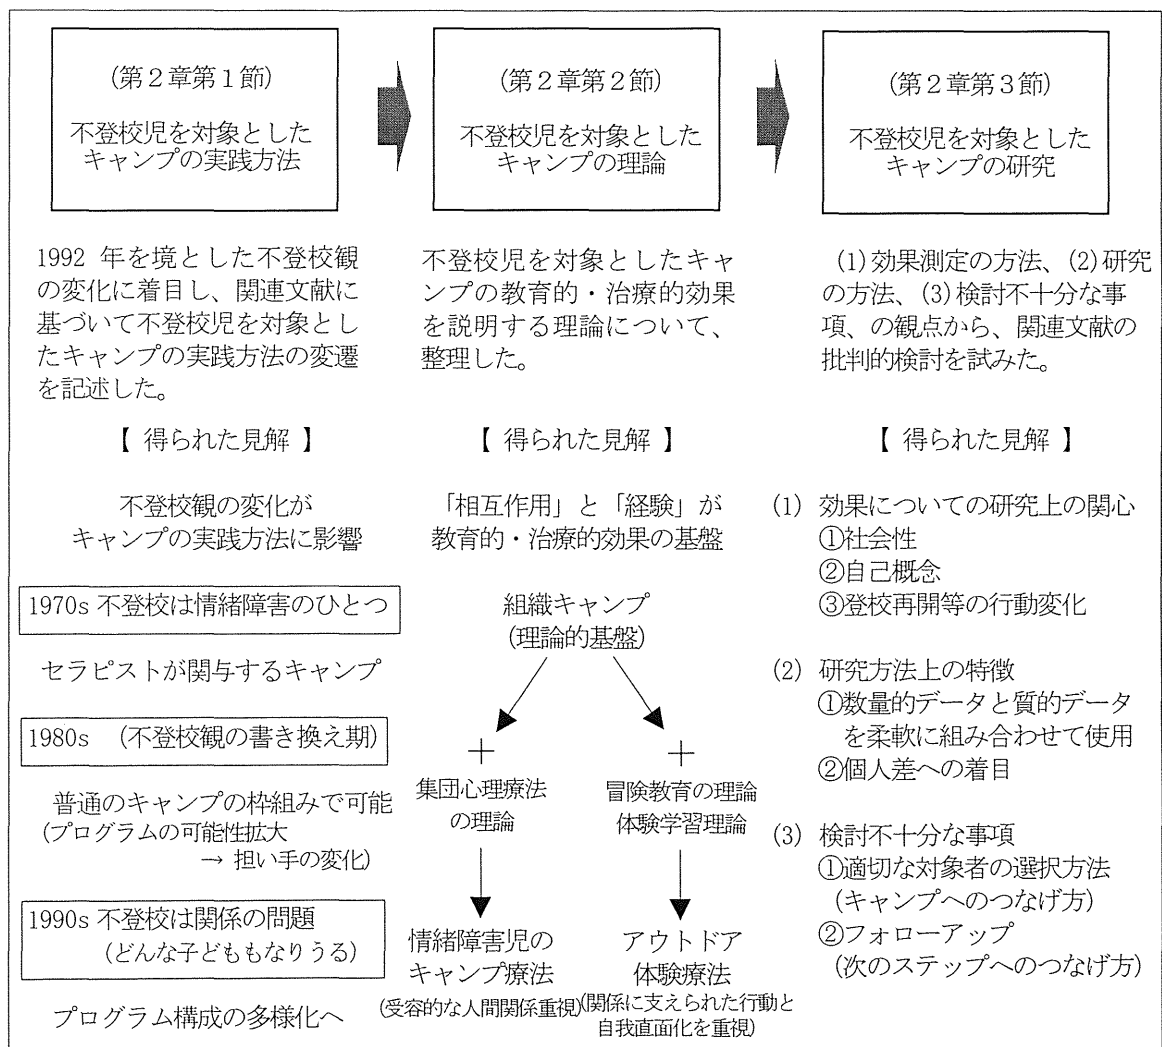 (第２章第１節)
不登校児を対象とした
キャンプの実践方法
1992 年を境とした不登校観
の変化に着目し、関連文献に
基づいて不登校児を対象とし
たキャンプの実践方法の変遷
を記述した。
【 得られた見解 】
不登校観の変化が
キャンプの実践方法に影響
1970s 不登校は情緒障害のひとつ
セラピストが関与するキャンプ
1980s （不登校観の書き換え期）
普通のキャンプの枠組みで可能
(プログラムの可能性拡大
→ 担い手の変化)
1990s 不登校は関係の問題
（どんな子どももなりうる）
プログラム構成の多様化へ
(第２章第２節)
不登校児を対象とした
キャンプの理論
不登校児を対象としたキャ
ンプの教育的・治療的効果
を説明する理論について、
整理した。
【 得られた見解 】
「相互作用」と「経験」が
教育的・治療的効果の基盤
組織キャンプ
(理論的基盤)
＋
集団心理療法
の理論
情緒障害児の
キャンプ療法
(受容的な人間関係重視)
＋
冒険教育の理論
体験学習理論
アウトドア
体験療法
(関係に支えられた行動と
自我直面化を重視)
(第２章第３節)
不登校児を対象とした
キャンプの研究
(1)効果測定の方法、(2)研究
の方法、(3)検討不十分な事
項、の観点から、関連文献の
批判的検討を試みた。
【 得られた見解 】
(1) 効果についての研究上の関心
①社会性
②自己概念
③登校再開等の行動変化
(2) 研究方法上の特徴
①数量的データと質的データ
を柔軟に組み合わせて使用
②個人差への着目
(3) 検討不十分な事項
①適切な対象者の選択方法
(キャンプへのつなげ方)
②フォローアップ
(次のステップへのつなげ方)